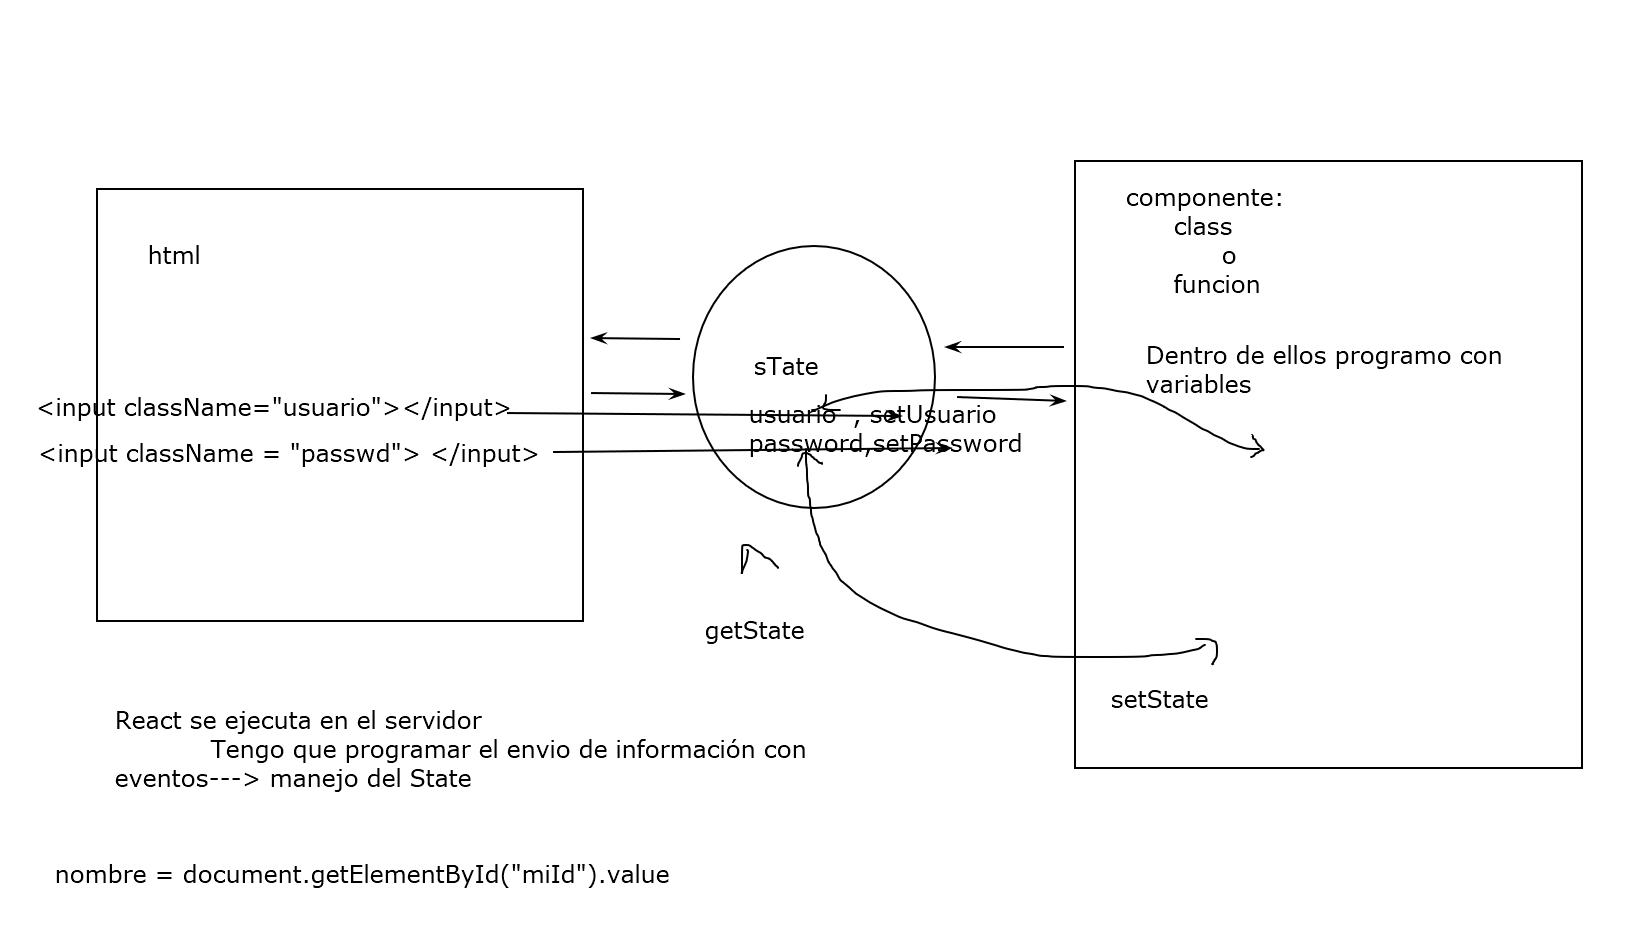 html
<input className="usuario"></input>
<input className = "passwd"> </input>
sTate
usuario , setUsuario
password,setPassword
getState
componente:
class
o
funcion
Dentro de ellos programo con
variables
setState
React se ejecuta en el servidor
Tengo que programar el envio de información con
eventos---> manejo del State
nombre = document.getElementById("miId").value